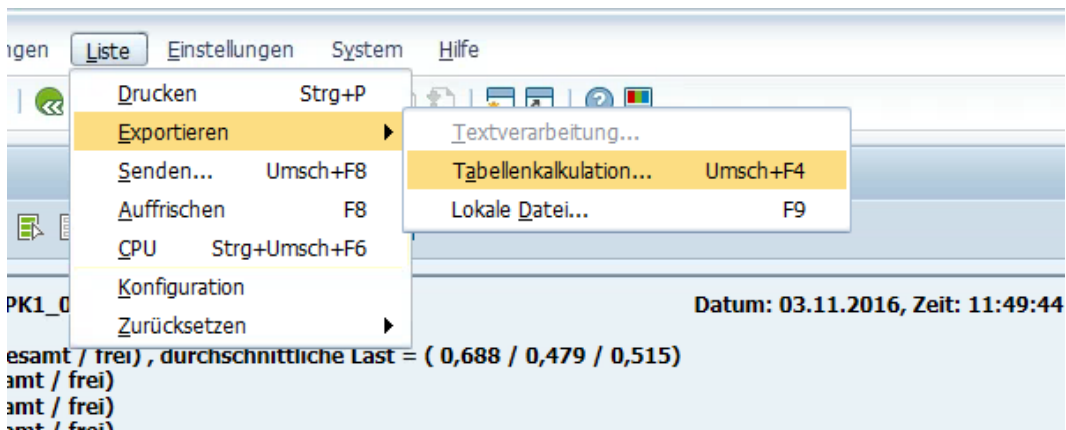 ngen Liste Einstellungen System Hilfe
Drucken Strg+P
Exportieren
Textverarbeitung...
Senden... Umsch+F8
Tabellenkalkulation... Umsch+F4
Auffrischen F8
Lokale Datei... F9
CPU Strg+Umsch+F6
Konfiguration
PK1_0 Datum: 03.11.2016, Zeit: 11:49:44
Zurücksetzen
esamt / frei) , durchschnittliche Last = ( 0,688 / 0,479 / 0,515)
amt / frei)
amt / frei)
amt / frei)